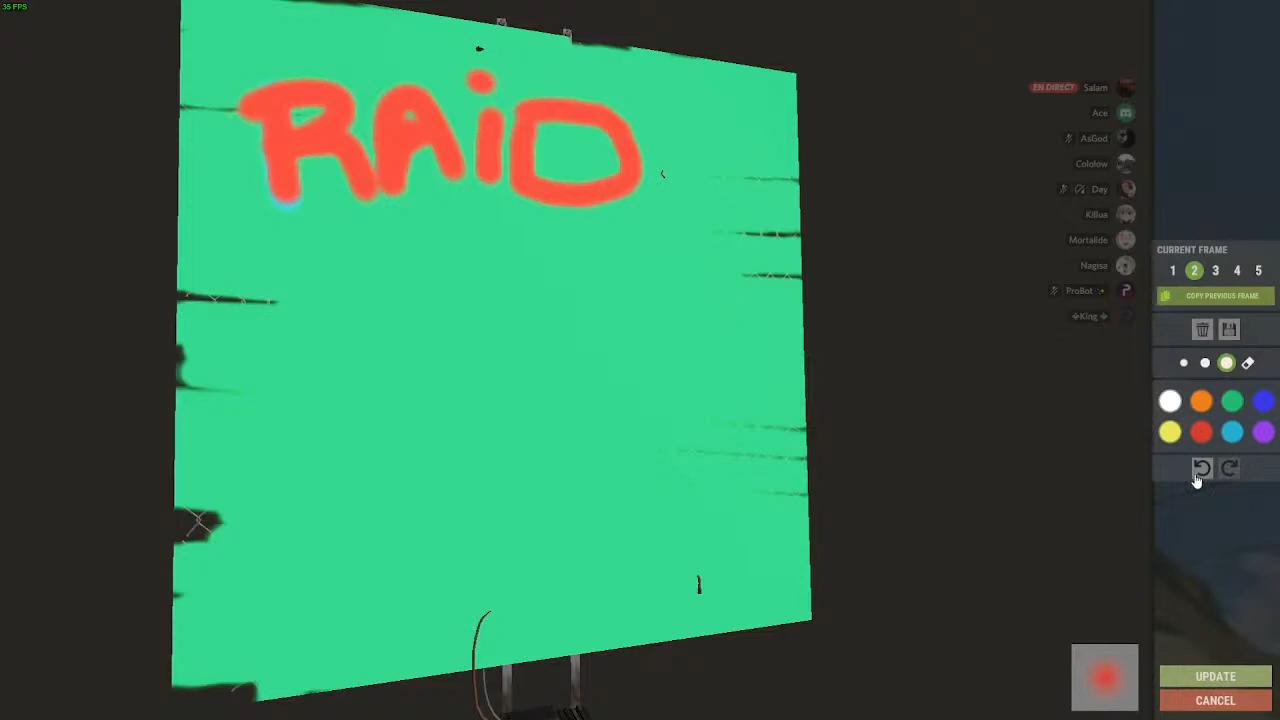 35 FPS
RAiD
EN DIRECT Salam
Ace
AsGod
Cololow
Day
Killua
Mortalide
Nagisa
ProBot
King
CURRENT FRAME
1 2 3 4 5
COPY PREVIOUS FRAME
UPDATE
CANCEL